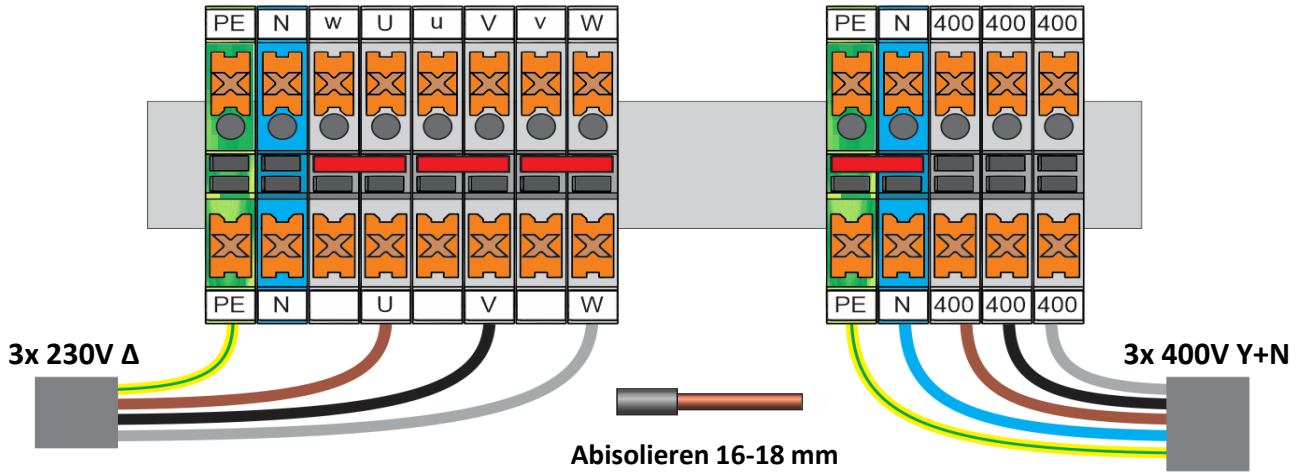 PE N w U u V v W
PE N 400 400 400
PE N U V W
PE N 400 400 400
3x 230V Δ
3x 400V Y+N
Abisolieren 16-18 mm